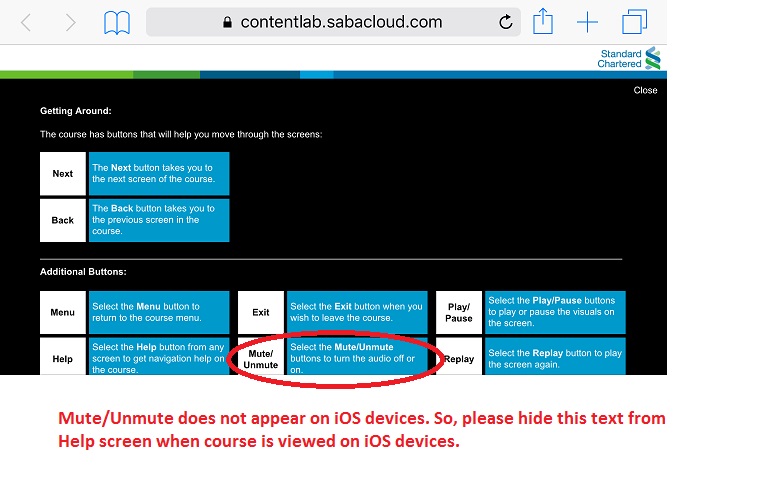 contentlab.sabacloud.com
Standard
Chartered
Close
Getting Around:
The course has buttons that will help you move through the screens:
Next
The Next button takes you to
the next screen of the course.
Back
The Back button takes you to
the previous screen in the
course.
Additional Buttons:
Menu
Select the Menu button to
return to the course menu.
Exit
Select the Exit button when you
wish to leave the course.
Play/
Pause
Select the Play/Pause buttons
to play or pause the visuals on
the screen.
Help
Select the Help button from any
screen to get navigation help on
the course.
Mute/
Unmute
Select the Mute/Unmute
buttons to turn the audio off or
on.
Replay
Select the Replay button to play
the screen again.
Mute/Unmute does not appear on iOS devices. So, please hide this text from
Help screen when course is viewed on iOS devices.